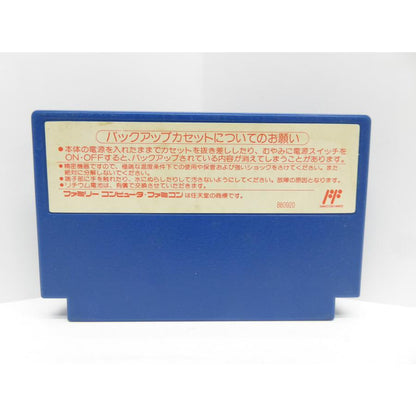 バックアップカセットについてのお願い
●本体の電源を入れたままでカセットを抜き差ししたり、むやみに電源スイッチを
ON・OFFすると、バックアップされている内容が消えてしまうことがあります。
●精密機器ですので、極端な温度条件下での使用や保管および強いショックをさけてください。また
絶対に分解しないでください。
●端子部に手を触れたり、水にぬらしたりして汚さないようにしてください。故障の原因となります。
●リチウム電池は、有償で交換させていただきます。
ファミリー コンピュータ・ファミコンは任天堂の商標です。
860920